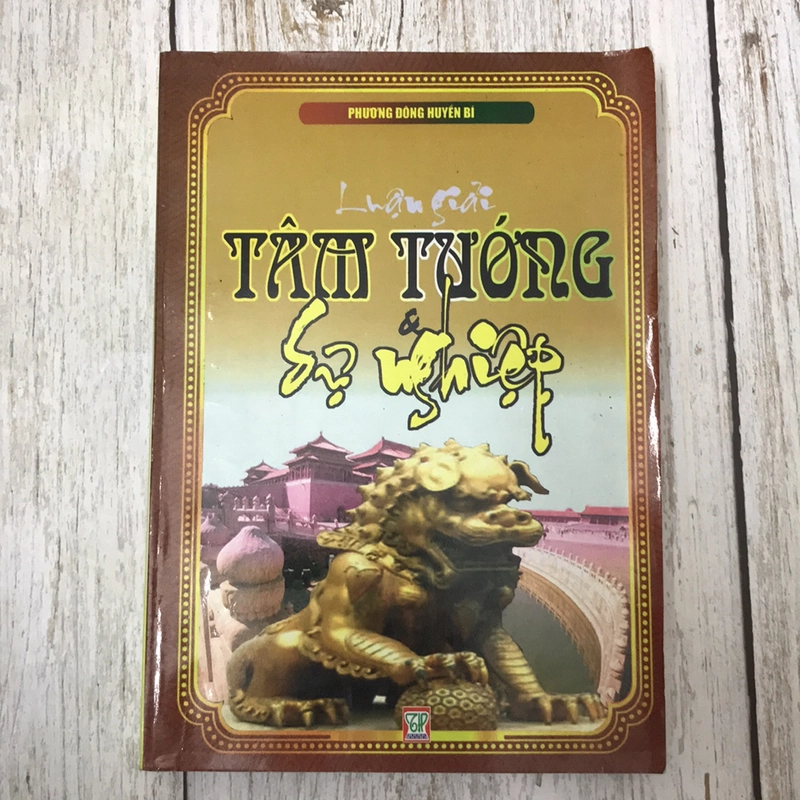 PHƯƠNG ĐÔNG HUYỀN BÍ
Luận giải
TÂM TƯỚNG
&
Sự nghiệp